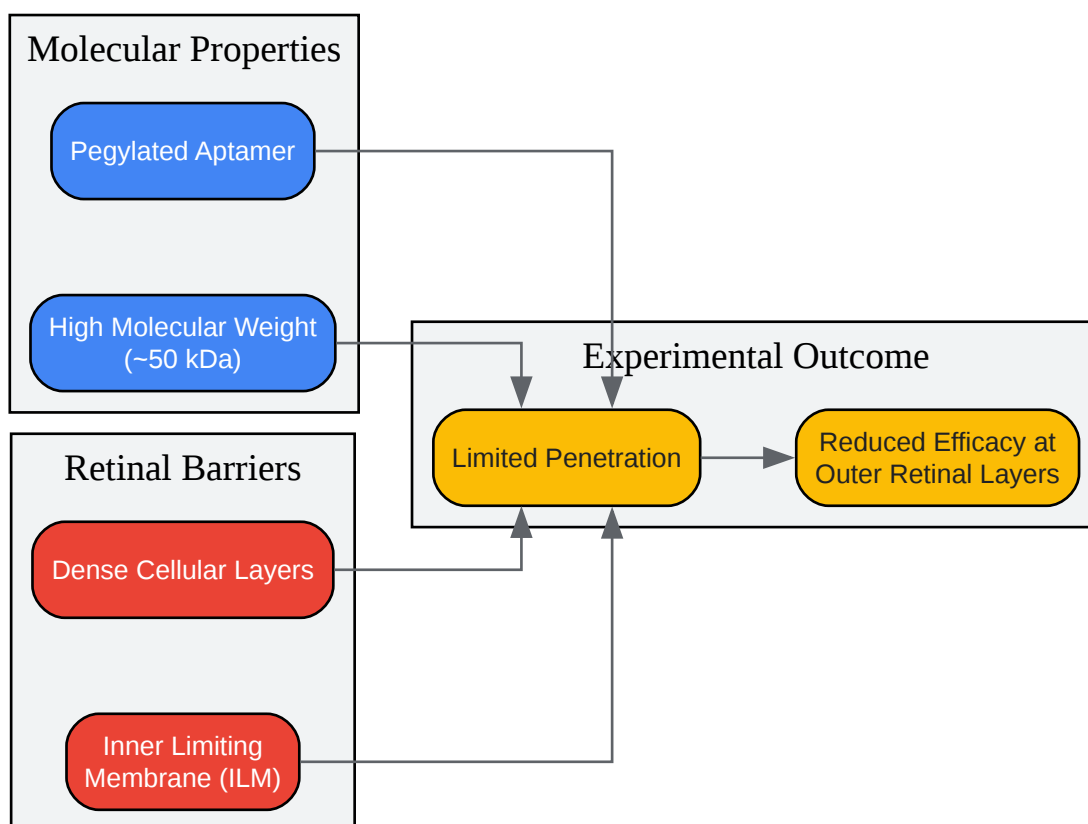 Molecular Properties
Pegylated Aptamer
High Molecular Weight
(~50 kDa)
Retinal Barriers
Dense Cellular Layers
Inner Limiting
Membrane (ILM)
Experimental Outcome
Limited Penetration
Reduced Efficacy at
Outer Retinal Layers